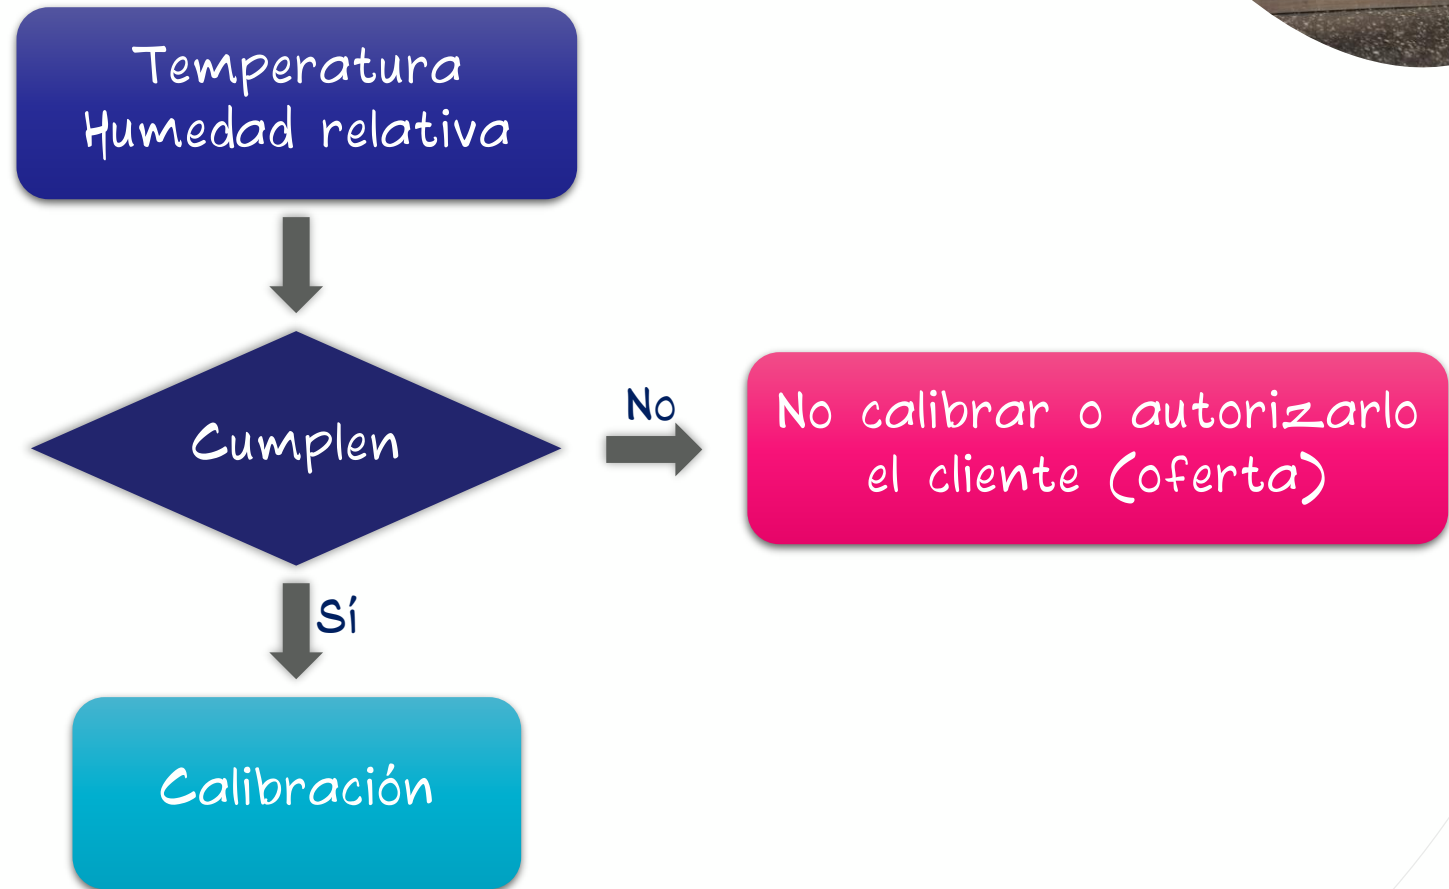 Temperatura
Humedad relativa
Cumplen
No
No calibrar o autorizarlo
el cliente (oferta)
Sí
Calibración